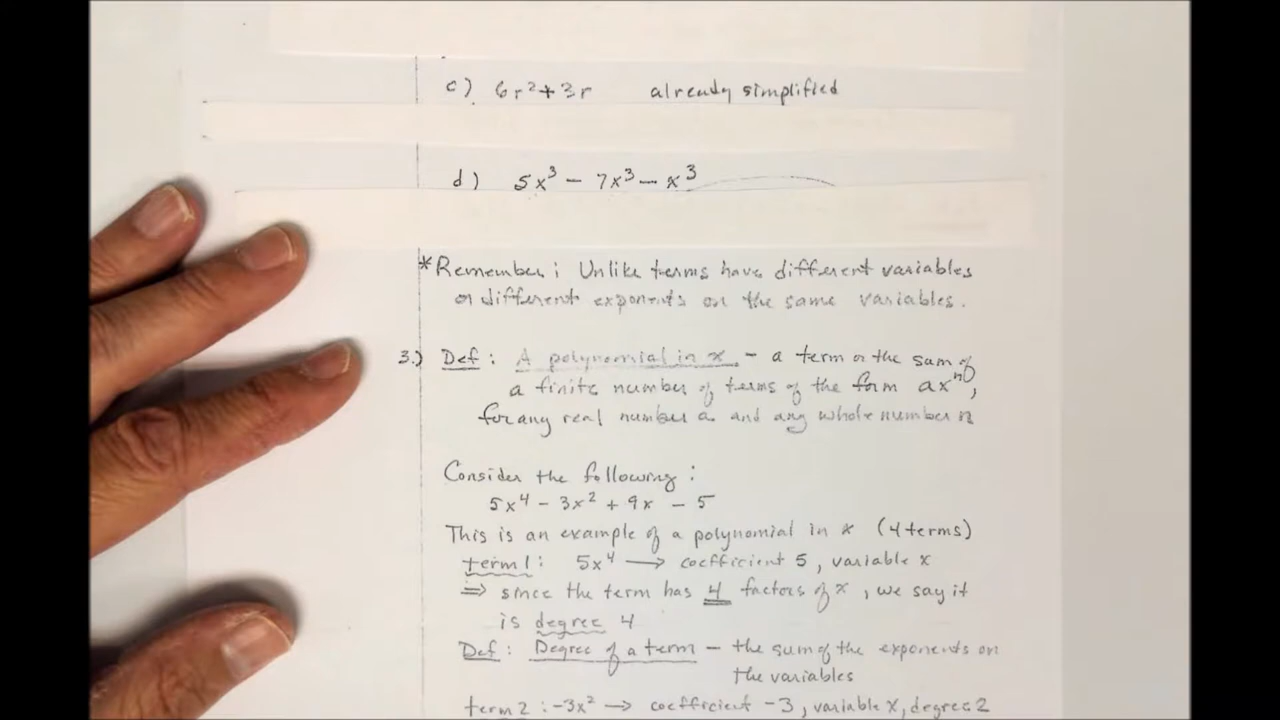 c) 6r² + 3r already simplified
d) 5x³ - 7x³ - x³
*Remember: Unlike terms have different variables
or different exponents on the same variables.
3.) Def: A polynomial in x - a term or the sum of
a finite number of terms of the form axⁿ,
for any real number a and any whole number n
Consider the following:
5x⁴ - 3x² + 9x - 5
This is an example of a polynomial in x (4 terms)
term 1: 5x⁴ → coefficient 5, variable x
⇒ since the term has 4 factors of x, we say it
is degree 4
Def: Degree of a term - the sum of the exponents on
the variables
term 2: -3x² → coefficient -3, variable x, degree 2